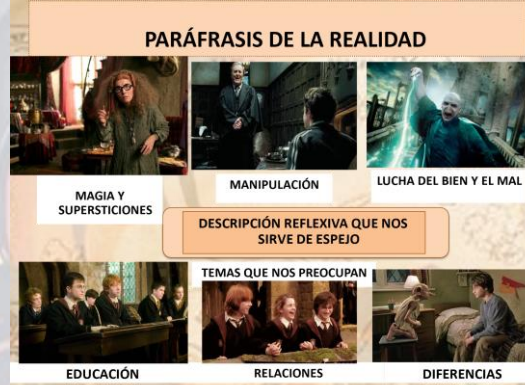 PARÁFRASIS DE LA REALIDAD
MAGIA Y
SUPERSTICIONES
MANIPULACIÓN
LUCHA DEL BIEN Y EL MAL
DESCRIPCIÓN REFLEXIVA QUE NOS
SIRVE DE ESPEJO
TEMAS QUE NOS PREOCUPAN
EDUCACIÓN
RELACIONES
DIFERENCIAS